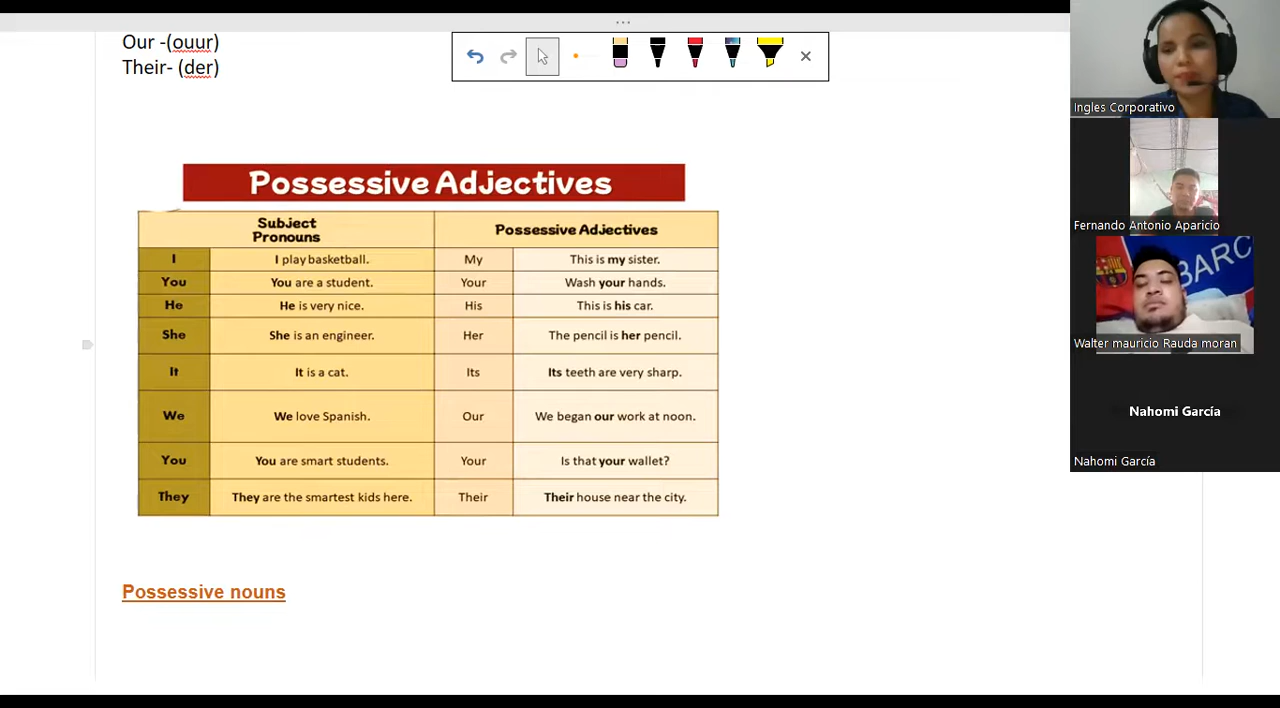 Our -(ouur)
Their- (der)
Possessive Adjectives
Subject Pronouns Possessive Adjectives
I I play basketball. My This is my sister.
You You are a student. Your Wash your hands.
He He is very nice. His This is his car.
She She is an engineer. Her The pencil is her pencil.
It It is a cat. Its Its teeth are very sharp.
We We love Spanish. Our We began our work at noon.
You You are smart students. Your Is that your wallet?
They They are the smartest kids here. Their Their house near the city.
Possessive nouns
Ingles Corporativo
Fernando Antonio Aparicio
BARC
Walter mauricio Rauda moran
Nahomi García
Nahomi García